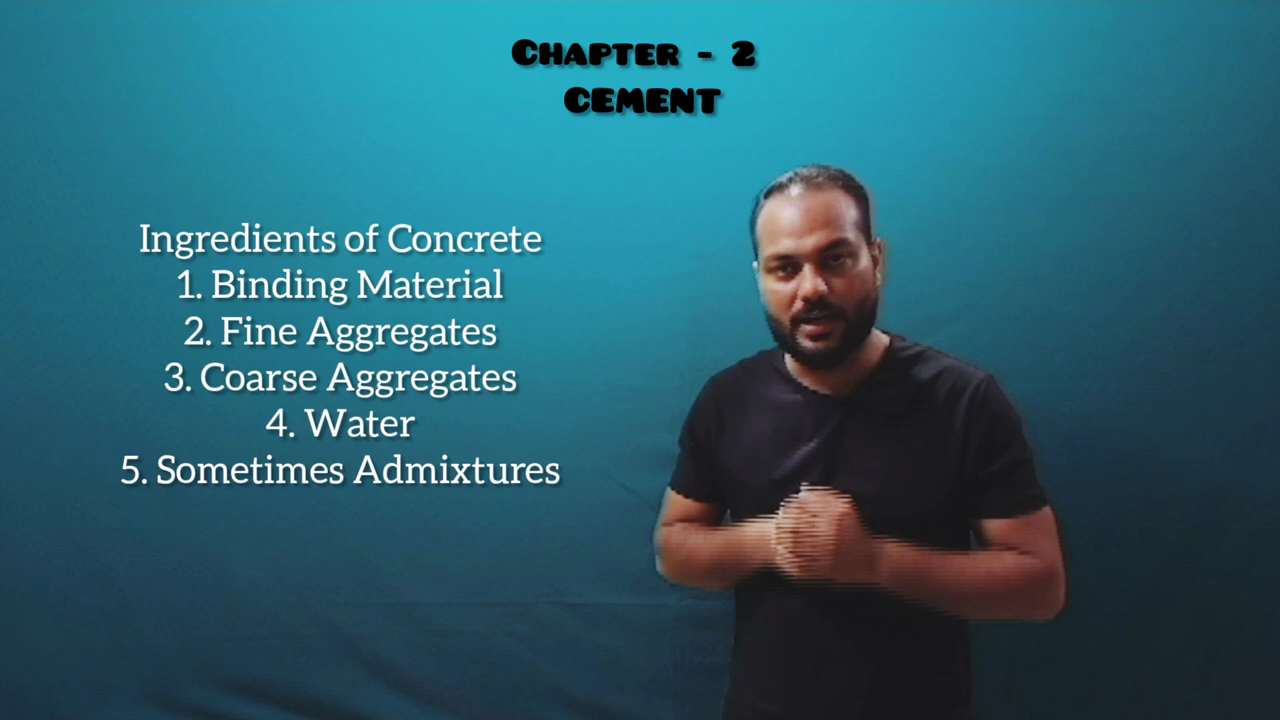 CHAPTER - 2
CEMENT
Ingredients of Concrete
1. Binding Material
2. Fine Aggregates
3. Coarse Aggregates
4. Water
5. Sometimes Admixtures